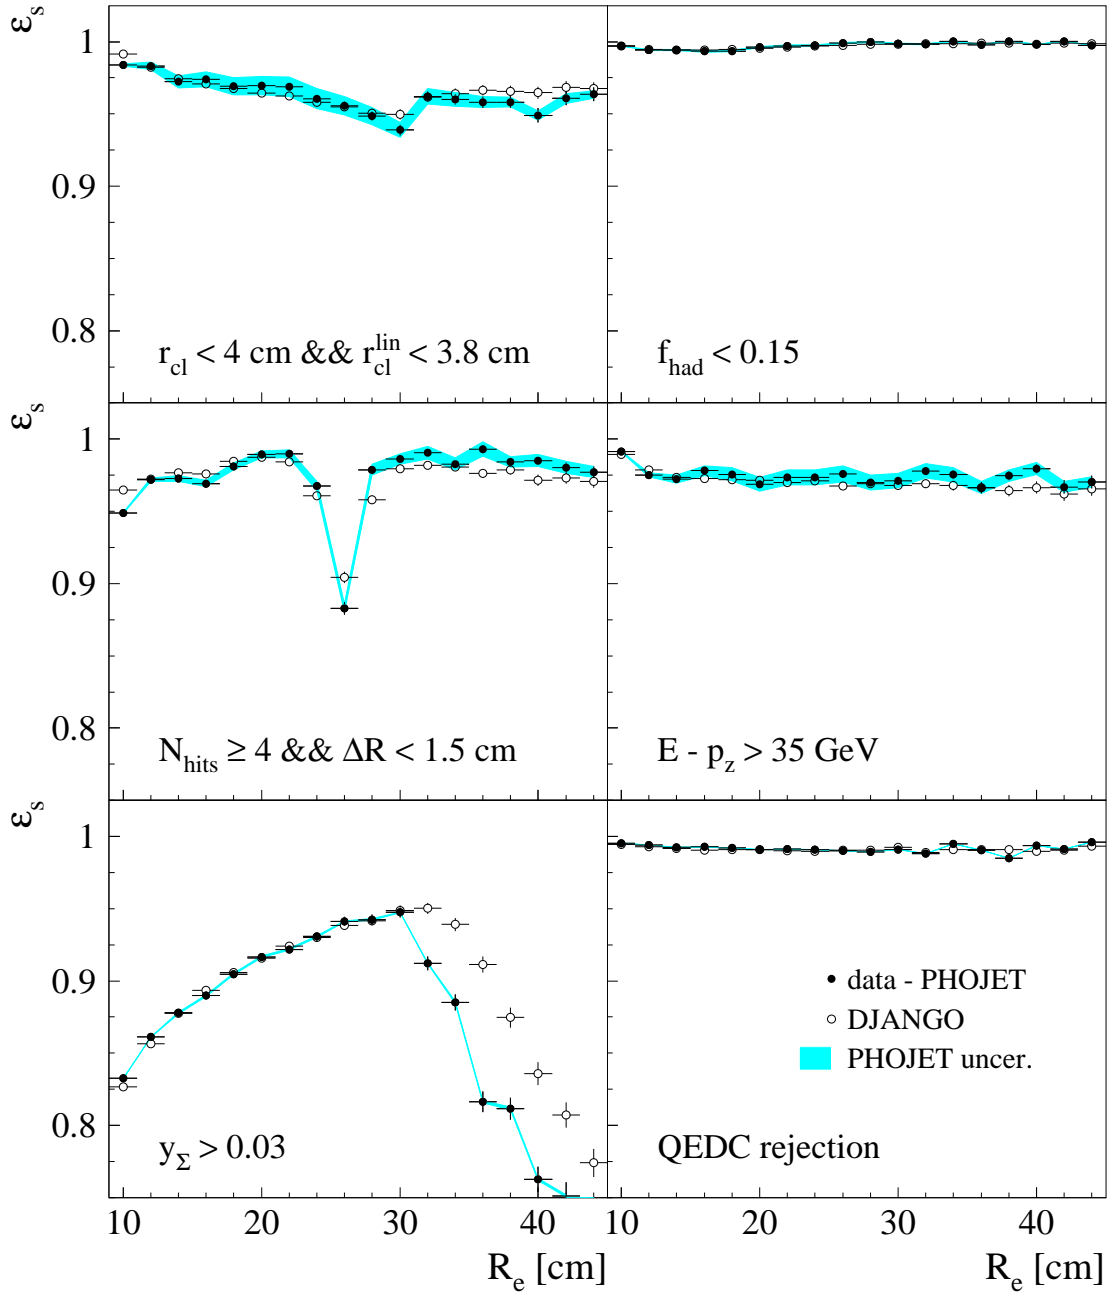 ε_s
1
0.9
0.8
r_cl < 4 cm && r_cl^lin < 3.8 cm
f_had < 0.15
ε_s
1
0.9
0.8
N_hits ≥ 4 && ΔR < 1.5 cm
E - p_z > 35 GeV
ε_s
1
0.9
0.8
data - PHOJET
DJANGO
PHOJET uncer.
y_Σ > 0.03
QEDC rejection
10 20 30 40 10 20 30 40
R_e [cm] R_e [cm]